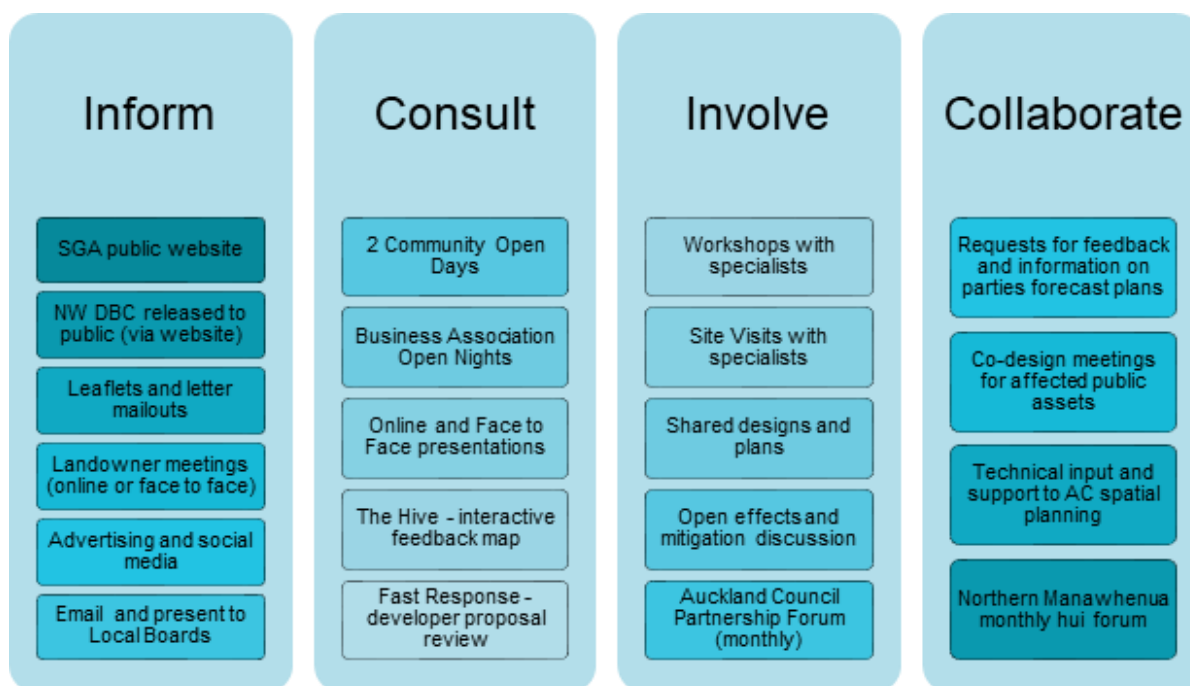 Inform
SGA public website
NW DBC released to
public (via website)
Leaflets and letter
mailouts
Landowner meetings
(online or face to face)
Advertising and social
media
Email and present to
Local Boards
Consult
2 Community Open
Days
Business Association
Open Nights
Online and Face to
Face presentations
The Hive - interactive
feedback map
Fast Response -
developer proposal
review
Involve
Workshops with
specialists
Site Visits with
specialists
Shared designs and
plans
Open effects and
mitigation discussion
Auckland Council
Partnership Forum
(monthly)
Collaborate
Requests for feedback
and information on
parties forecast plans
Co-design meetings
for affected public
assets
Technical input and
support to AC spatial
planning
Northern Manawhenua
monthly hui forum